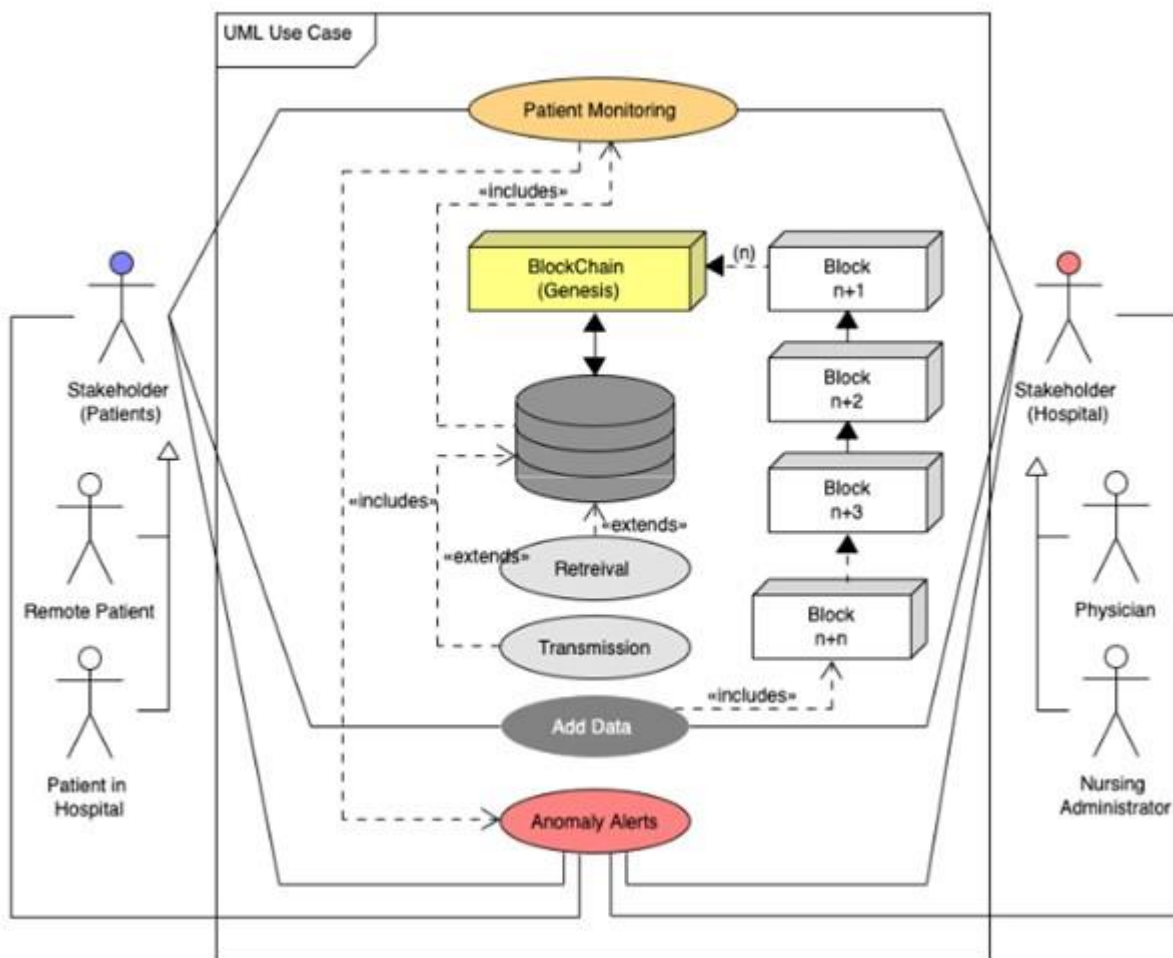 UML Use Case
Patient Monitoring
«includes»
BlockChain
(Genesis)
(n)
Block
n+1
Stakeholder
(Patients)
Block
n+2
Stakeholder
(Hospital)
Block
n+3
«includes»
«extends»
«extends»
Retreival
Remote Patient
Physician
Block
n+n
Transmission
«includes»
Add Data
Patient in
Hospital
Nursing
Administrator
Anomaly Alerts